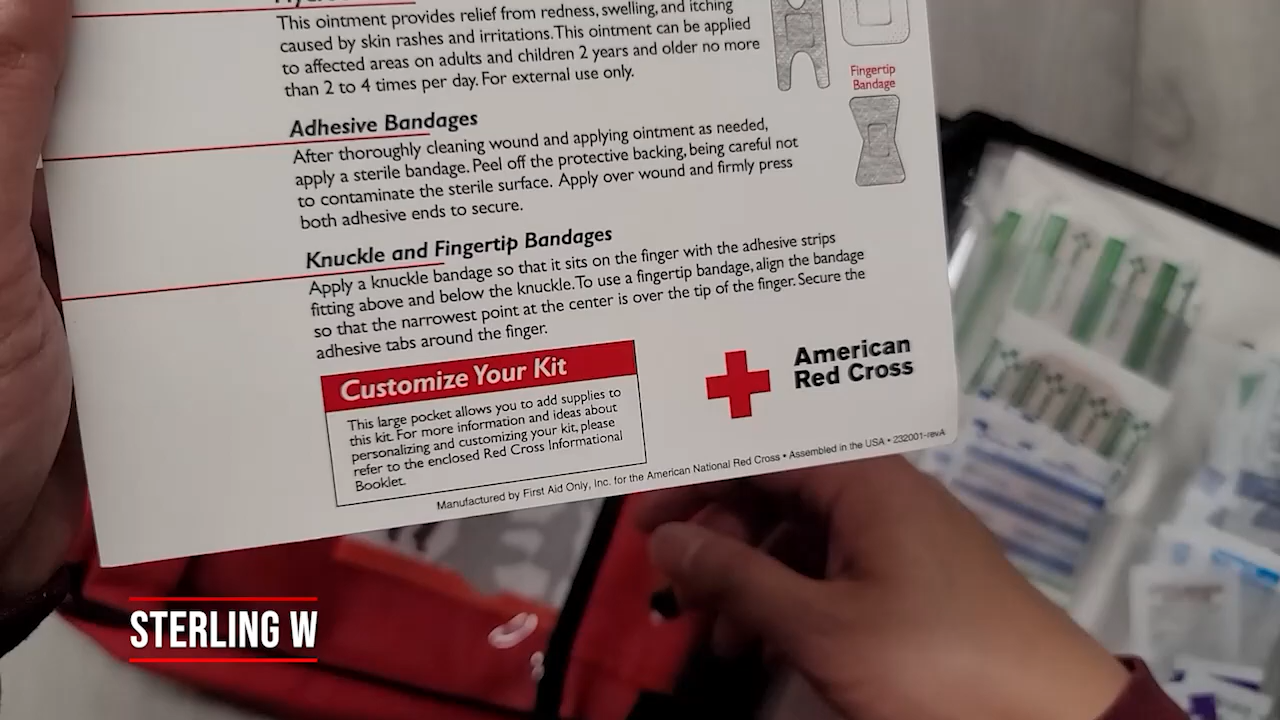 This ointment provides relief from redness, swelling, and itching
caused by skin rashes and irritations. This ointment can be applied
to affected areas on adults and children 2 years and older no more
than 2 to 4 times per day. For external use only.
Fingertip
Bandage
Adhesive Bandages
After thoroughly cleaning wound and applying ointment as needed,
apply a sterile bandage. Peel off the protective backing, being careful not
to contaminate the sterile surface. Apply over wound and firmly press
both adhesive ends to secure.
Knuckle and Fingertip Bandages
Apply a knuckle bandage so that it sits on the finger with the adhesive strips
fitting above and below the knuckle. To use a fingertip bandage, align the bandage
so that the narrowest point at the center is over the tip of the finger. Secure the
adhesive tabs around the finger.
Customize Your Kit
This large pocket allows you to add supplies to
this kit. For more information and ideas about
personalizing and customizing your kit, please
refer to the enclosed Red Cross Informational
Booklet.
American
Red Cross
Manufactured by First Aid Only, Inc. for the American National Red Cross • Assembled in the USA • 232001-revA
STERLING W